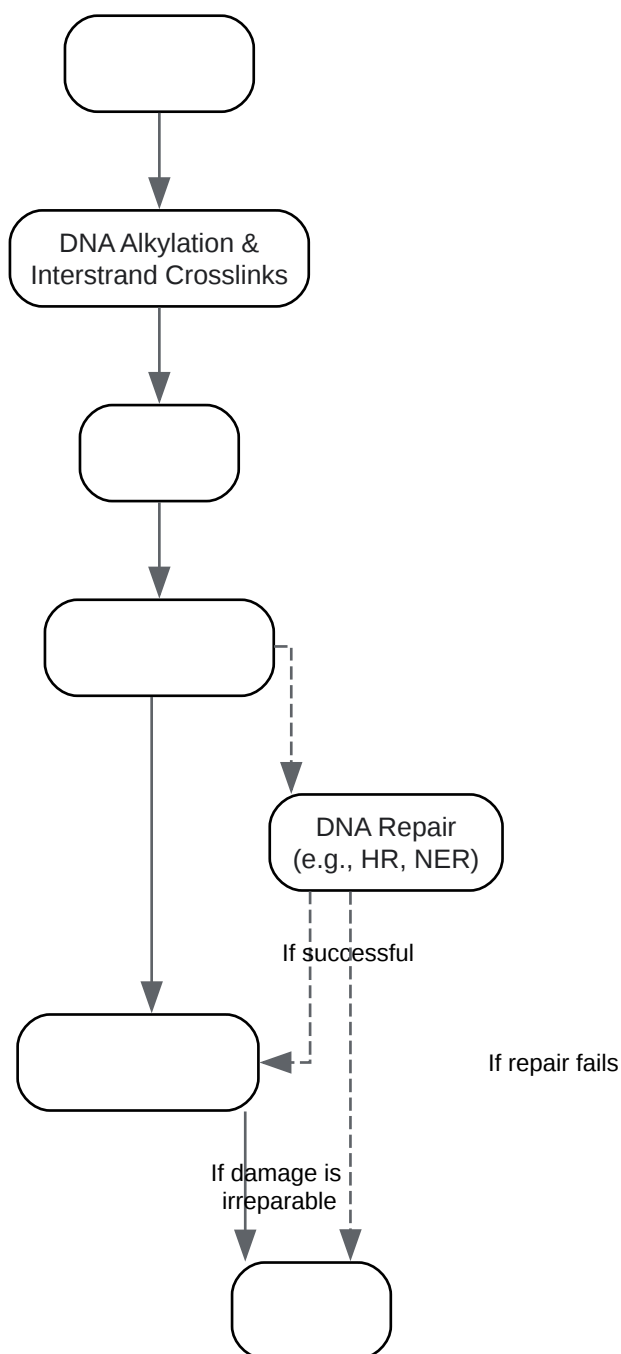 DNA Alkylation &
Interstrand Crosslinks
DNA Repair
(e.g., HR, NER)
If successful
If repair fails
If damage is
irreparable